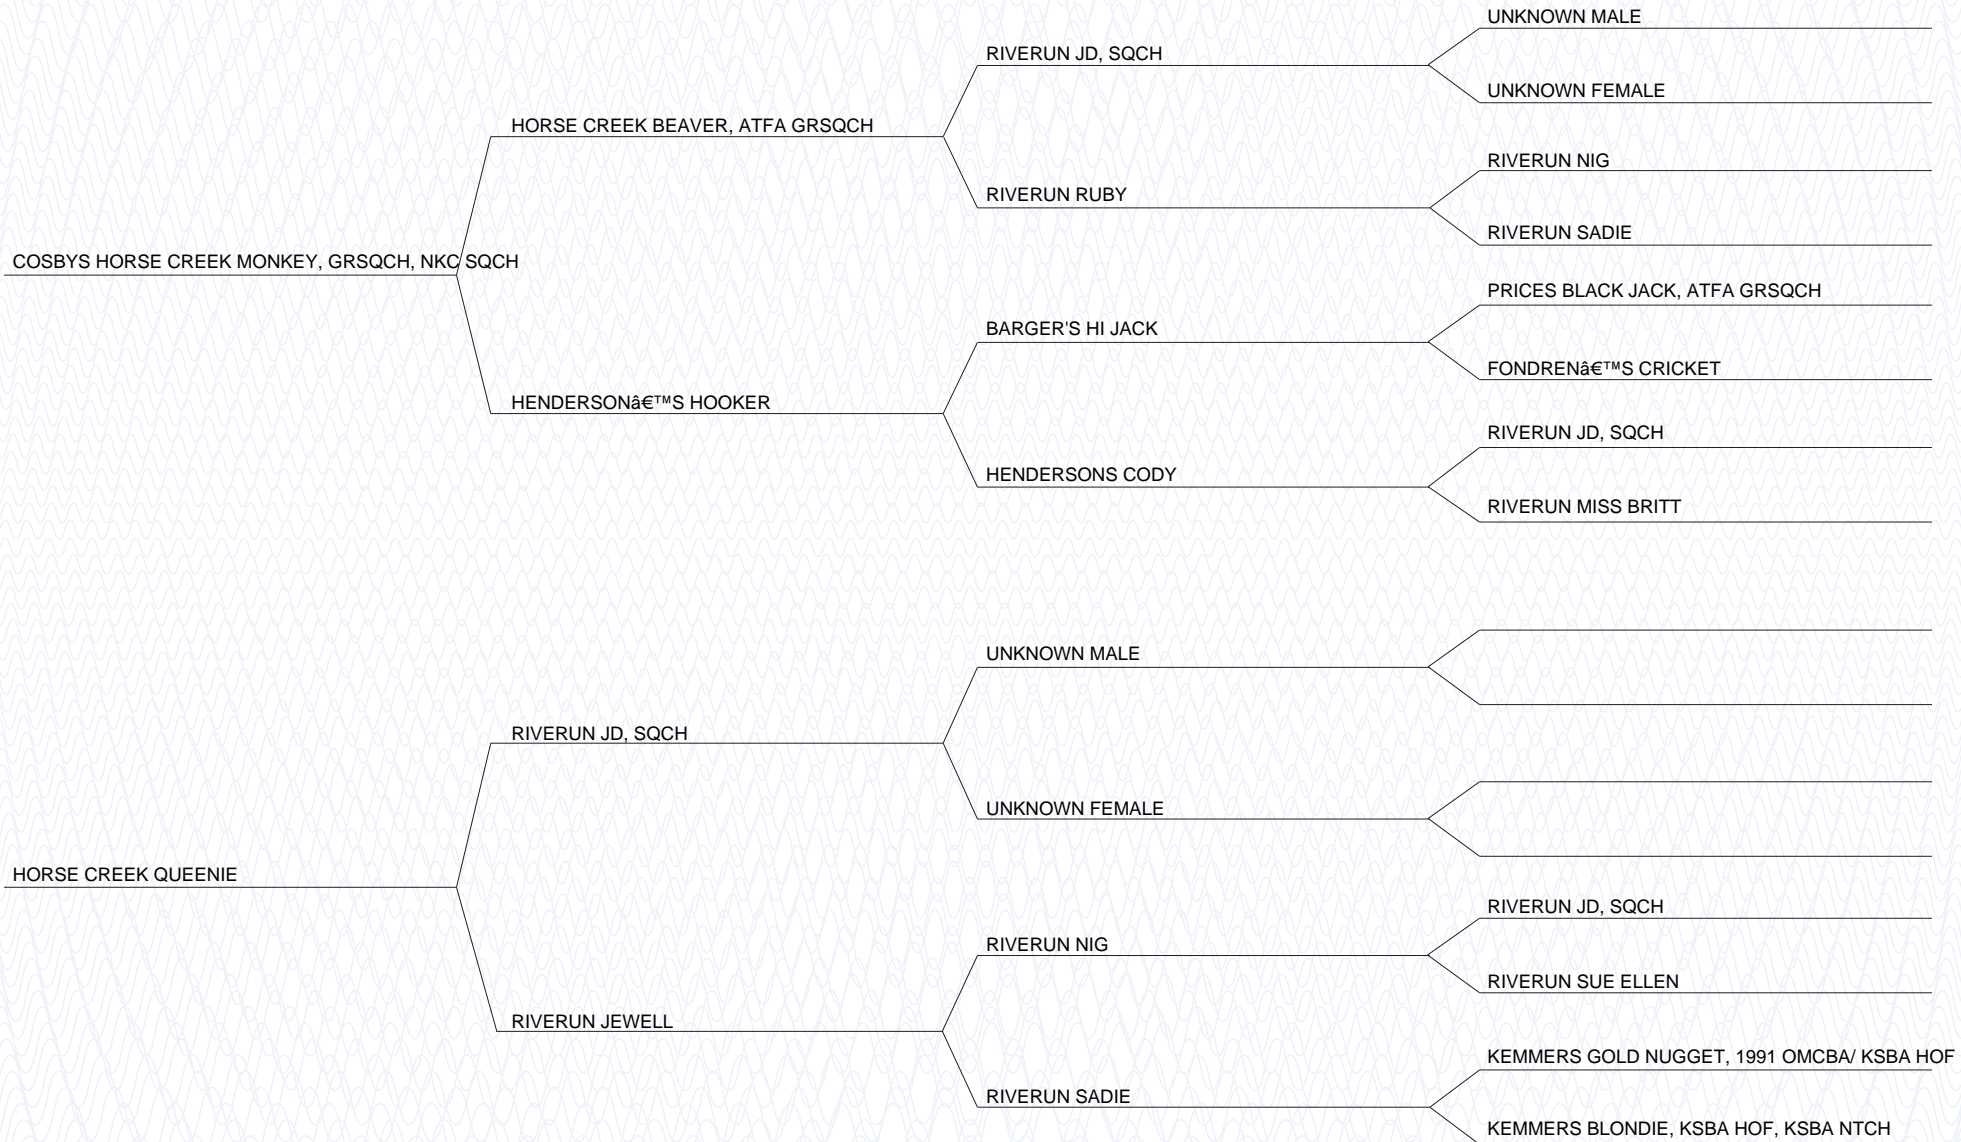 UNKNOWN MALE
RIVERUN JD, SQCH
UNKNOWN FEMALE
HORSE CREEK BEAVER, ATFA GRSQCH
RIVERUN NIG
RIVERUN RUBY
RIVERUN SADIE
COSBYS HORSE CREEK MONKEY, GRSQCH, NKC SQCH
PRICES BLACK JACK, ATFA GRSQCH
BARGER'S HI JACK
FONDRENâ€™S CRICKET
HENDERSONâ€™S HOOKER
RIVERUN JD, SQCH
HENDERSONS CODY
RIVERUN MISS BRITT
UNKNOWN MALE
RIVERUN JD, SQCH
UNKNOWN FEMALE
HORSE CREEK QUEENIE
RIVERUN JD, SQCH
RIVERUN NIG
RIVERUN SUE ELLEN
RIVERUN JEWELL
KEMMERS GOLD NUGGET, 1991 OMCBA/ KSBA HOF
RIVERUN SADIE
KEMMERS BLONDIE, KSBA HOF, KSBA NTCH